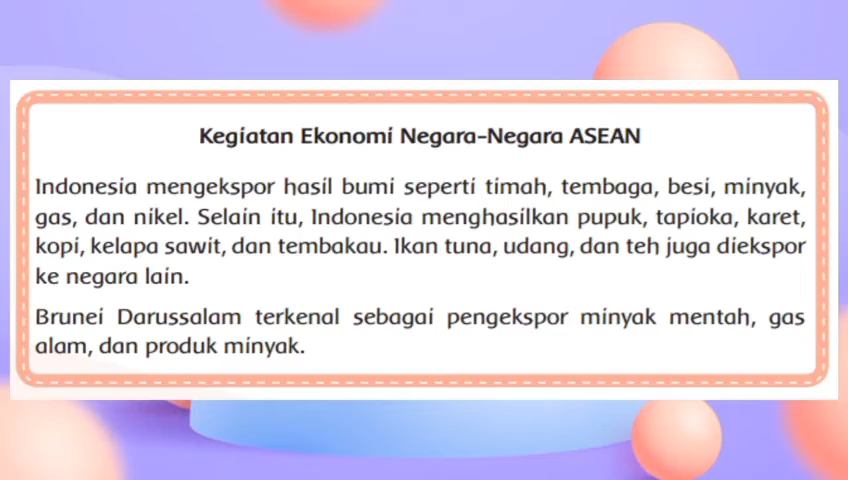 Kegiatan Ekonomi Negara-Negara ASEAN
Indonesia mengekspor hasil bumi seperti timah, tembaga, besi, minyak,
gas, dan nikel. Selain itu, Indonesia menghasilkan pupuk, tapioka, karet,
kopi, kelapa sawit, dan tembakau. Ikan tuna, udang, dan teh juga diekspor
ke negara lain.
Brunei Darussalam terkenal sebagai pengekspor minyak mentah, gas
alam, dan produk minyak.